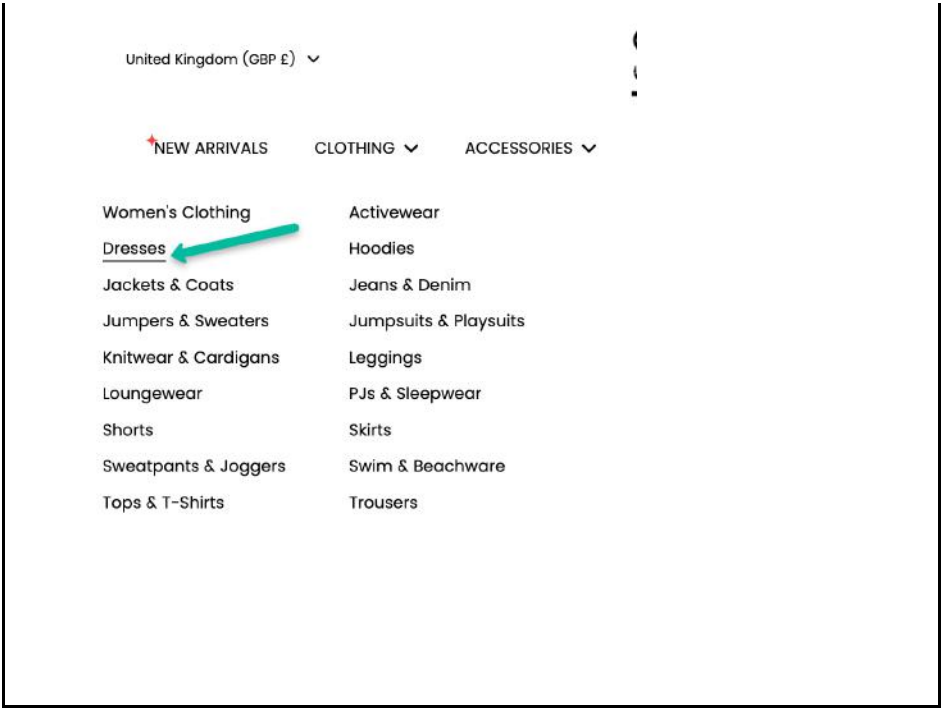 United Kingdom (GBP £)
NEW ARRIVALS CLOTHING ACCESSORIES
Women's Clothing Activewear
Dresses Hoodies
Jackets & Coats Jeans & Denim
Jumpers & Sweaters Jumpsuits & Playsuits
Knitwear & Cardigans Leggings
Loungewear PJs & Sleepwear
Shorts Skirts
Sweatpants & Joggers Swim & Beachware
Tops & T-Shirts Trousers